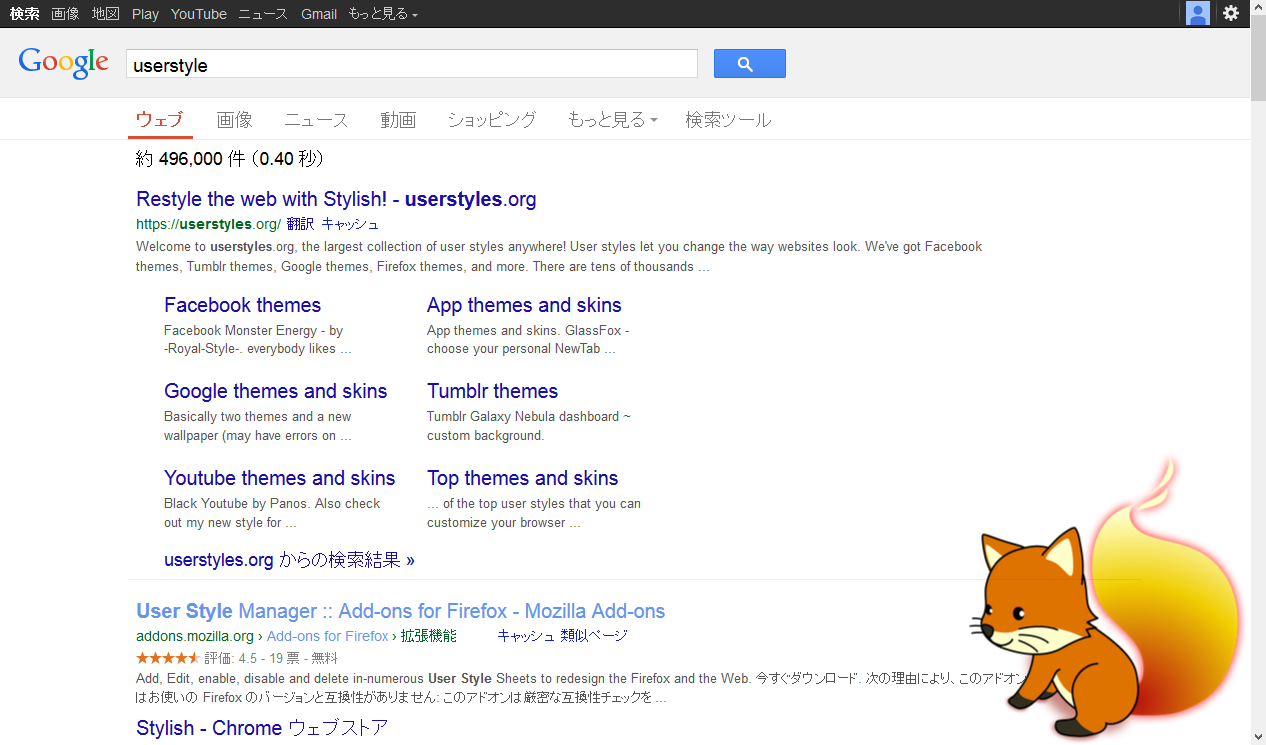 検索 画像 地図 Play YouTube ニュース Gmail もっと見る
Google userstyle
ウェブ 画像 ニュース 動画 ショッピング もっと見る 検索ツール
約 496,000 件 （0.40 秒）
Restyle the web with Stylish! - userstyles.org
https://userstyles.org/ 翻訳 キャッシュ
Welcome to userstyles.org, the largest collection of user styles anywhere! User styles let you change the way websites look. We've got Facebook
themes, Tumblr themes, Google themes, Firefox themes, and more. There are tens of thousands ...
Facebook themes
Facebook Monster Energy - by
-Royal-Style-. everybody likes ...
App themes and skins
App themes and skins. GlassFox -
choose your personal NewTab ...
Google themes and skins
Basically two themes and a new
wallpaper (may have errors on ...
Tumblr themes
Tumblr Galaxy Nebula dashboard ~
custom background.
Youtube themes and skins
Black Youtube by Panos. Also check
out my new style for ...
Top themes and skins
... of the top user styles that you can
customize your browser ...
userstyles.org からの検索結果 »
User Style Manager :: Add-ons for Firefox - Mozilla Add-ons
addons.mozilla.org › Add-ons for Firefox › 拡張機能 キャッシュ 類似ページ
評価: 4.5 - 19 票 - 無料
Add, Edit, enable, disable and delete in-numerous User Style Sheets to redesign the Firefox and the Web. 今すぐダウンロード. 次の理由により、このアドオン
はお使いの Firefox のバージョンと互換性がありません: このアドオンは厳密な互換性チェックを ...
Stylish - Chrome ウェブストア